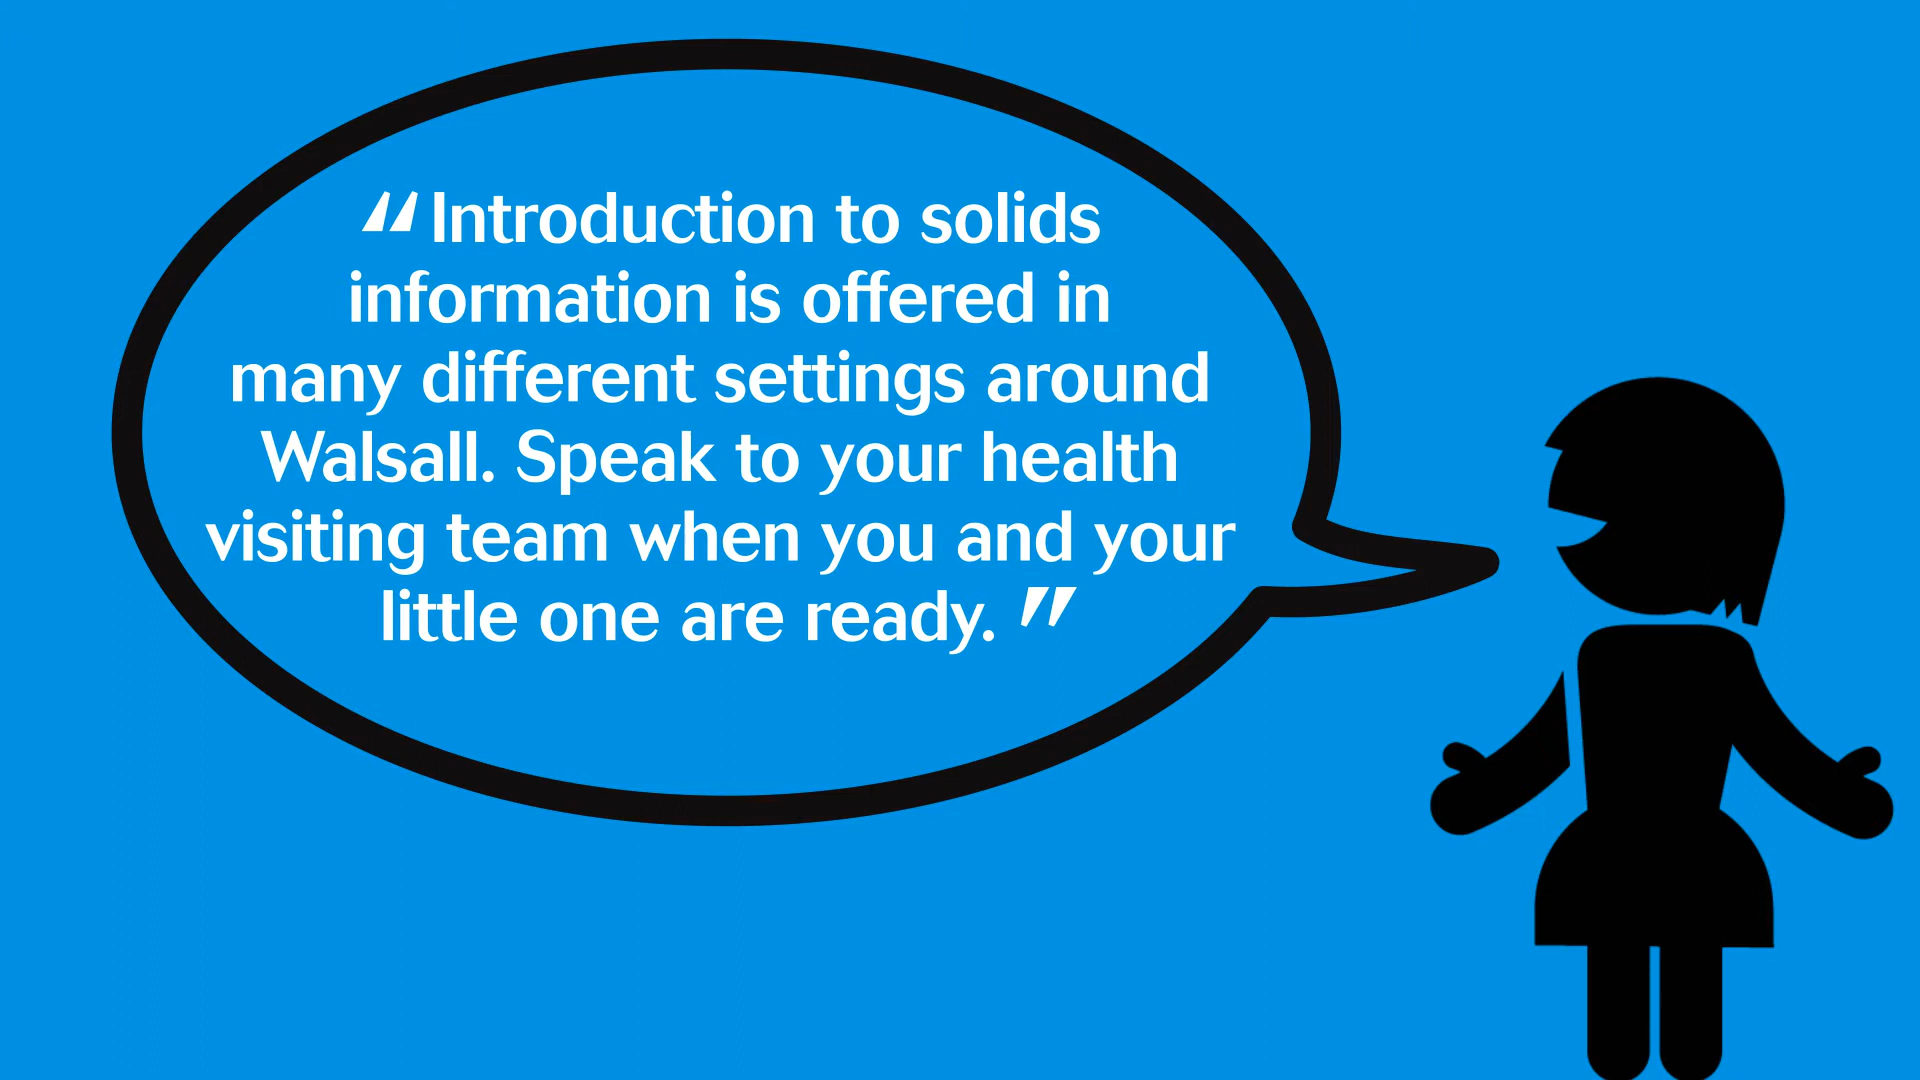 “Introduction to solids
information is offered in
many different settings around
Walsall. Speak to your health
visiting team when you and your
little one are ready. ”